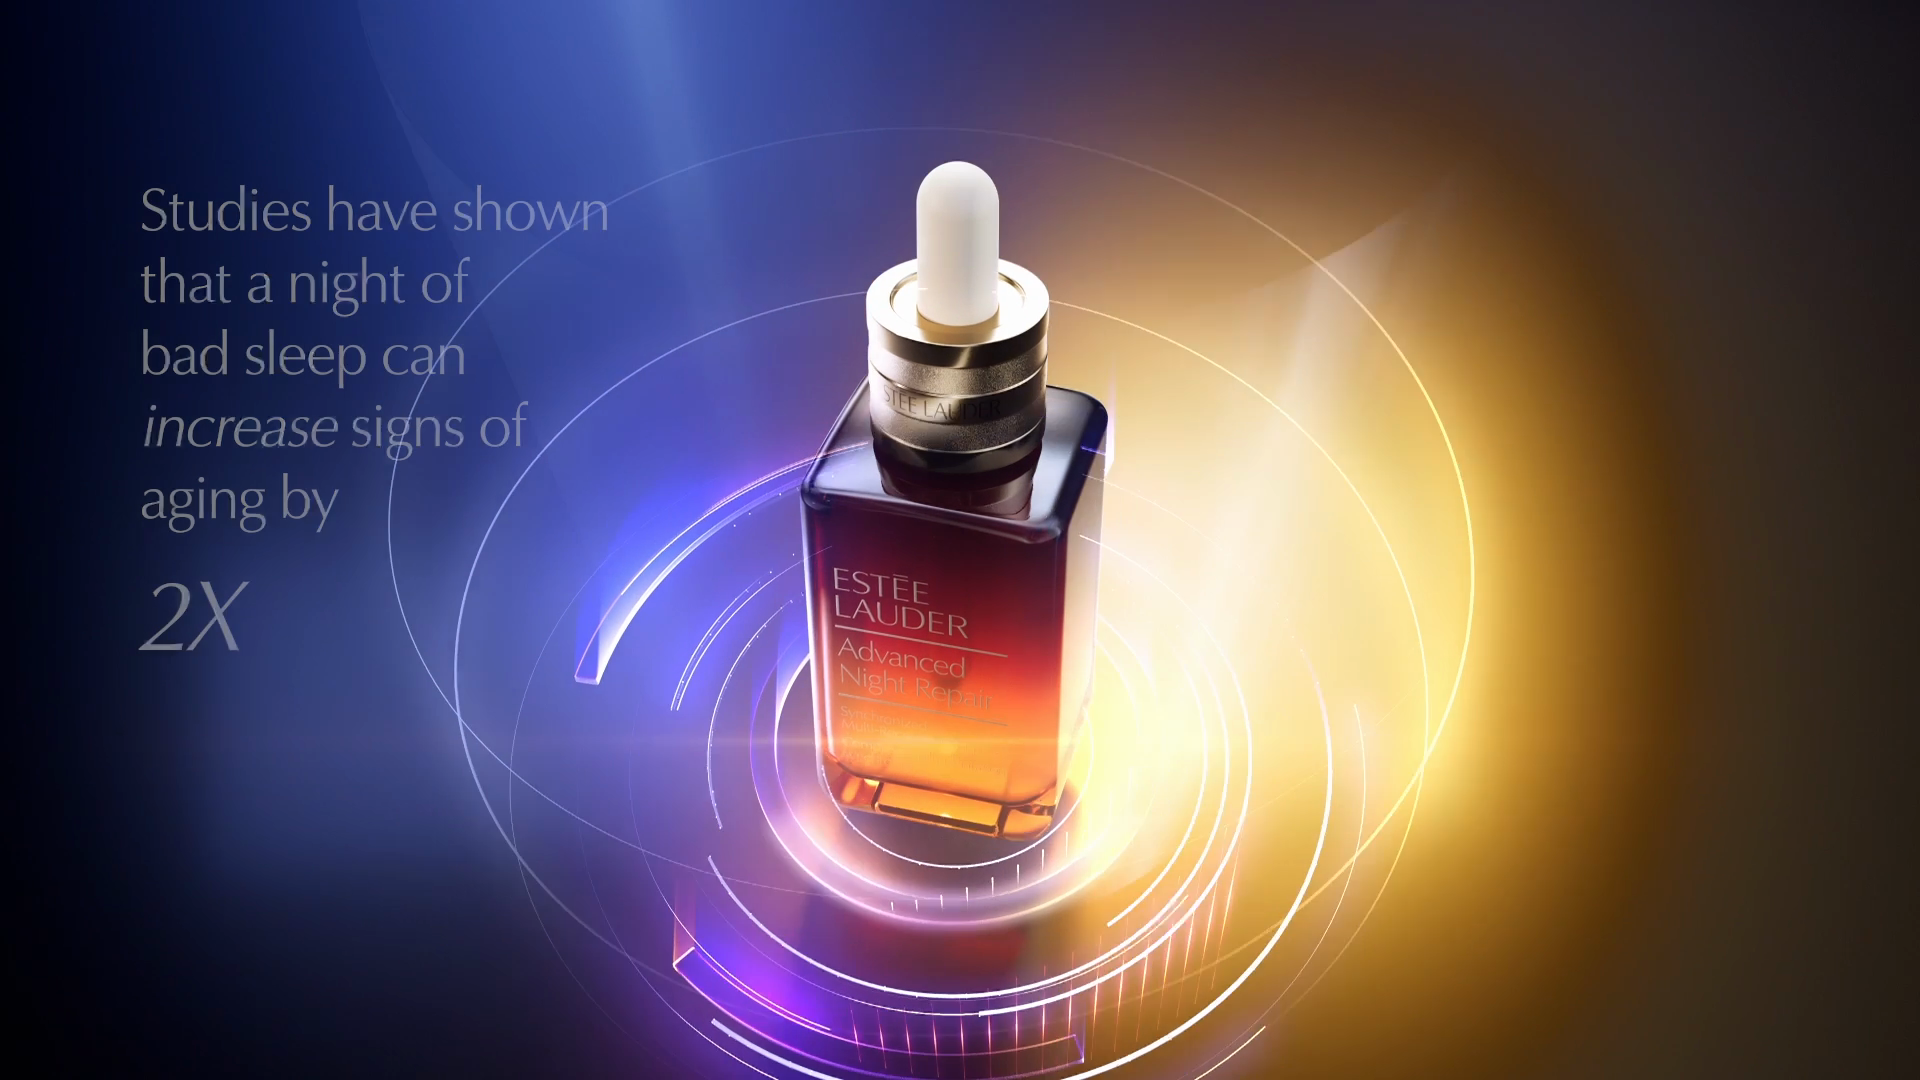 Studies have shown
that a night of
bad sleep can
increase signs of
aging by
2X
ESTÉE LAUDER
ESTĒE
LAUDER
Advanced
Night Repair